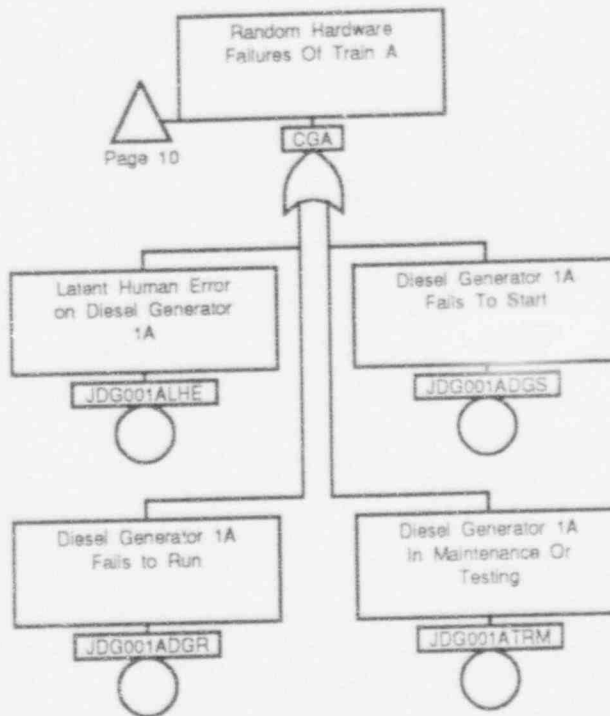 Random Hardware
Failures Of Train A
Page 10
CGA
Latent Human Error
on Diesel Generator
1A
JDG001ALHE
Diesel Generator 1A
Fails To Start
JDG001ADGS
Diesel Generator 1A
Fails to Run
JDG001ADGR
Diesel Generator 1A
In Maintenance Or
Testing
JDG001ATRM